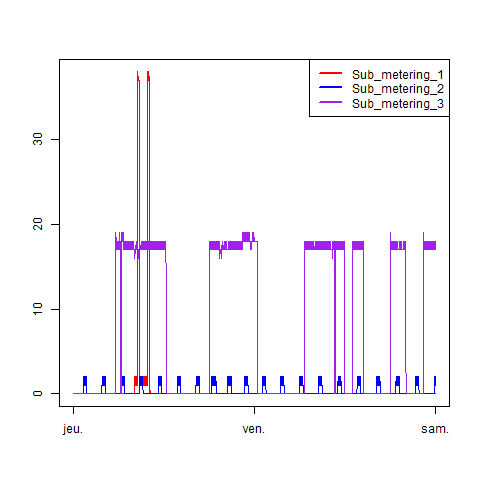 Sub_metering_1
Sub_metering_2
Sub_metering_3
30
20
10
0
jeu. ven. sam.